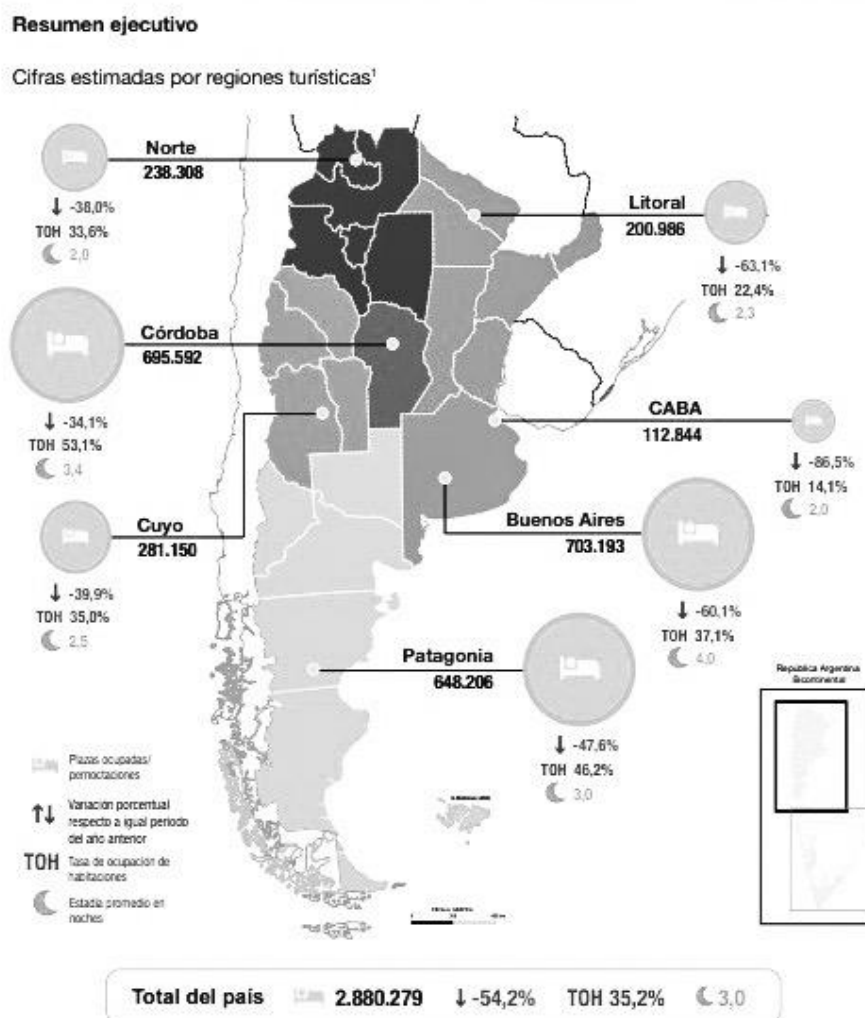 Resumen ejecutivo
Cifras estimadas por regiones turísticas¹
Norte
238.308
↓ -38,0%
TOH 33,6%
2,0
Litoral
200.986
↓ -63,1%
TOH 22,4%
2,3
Córdoba
695.592
↓ -34,1%
TOH 53,1%
3,4
CABA
112.844
↓ -86,5%
TOH 14,1%
2,0
Cuyo
281.150
↓ -39,9%
TOH 35,0%
2,5
Buenos Aires
703.193
↓ -60,1%
TOH 37,1%
4,0
Patagonia
648.206
↓ -47,6%
TOH 46,2%
3,0
República Argentina
Bicontinental
Plazas ocupadas/
pernoctaciones
↑↓ Variación porcentual
respecto a igual periodo
del año anterior
TOH Tasa de ocupación de
habitaciones
Estadía promedio en
noches
Total del país 2.880.279 ↓ -54,2% TOH 35,2% 3,0